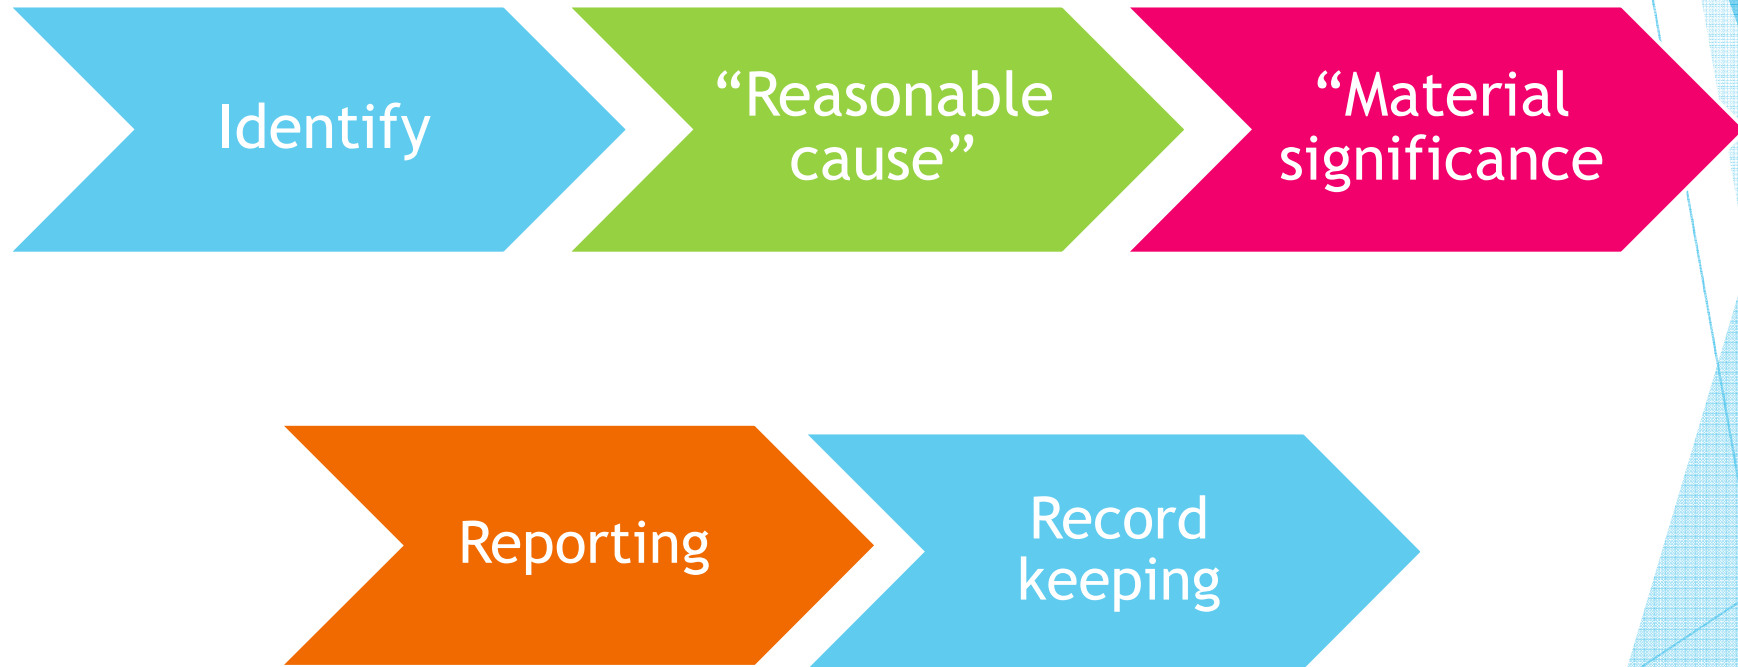 Identify
“Reasonable
cause”
“Material
significance
Reporting
Record
keeping